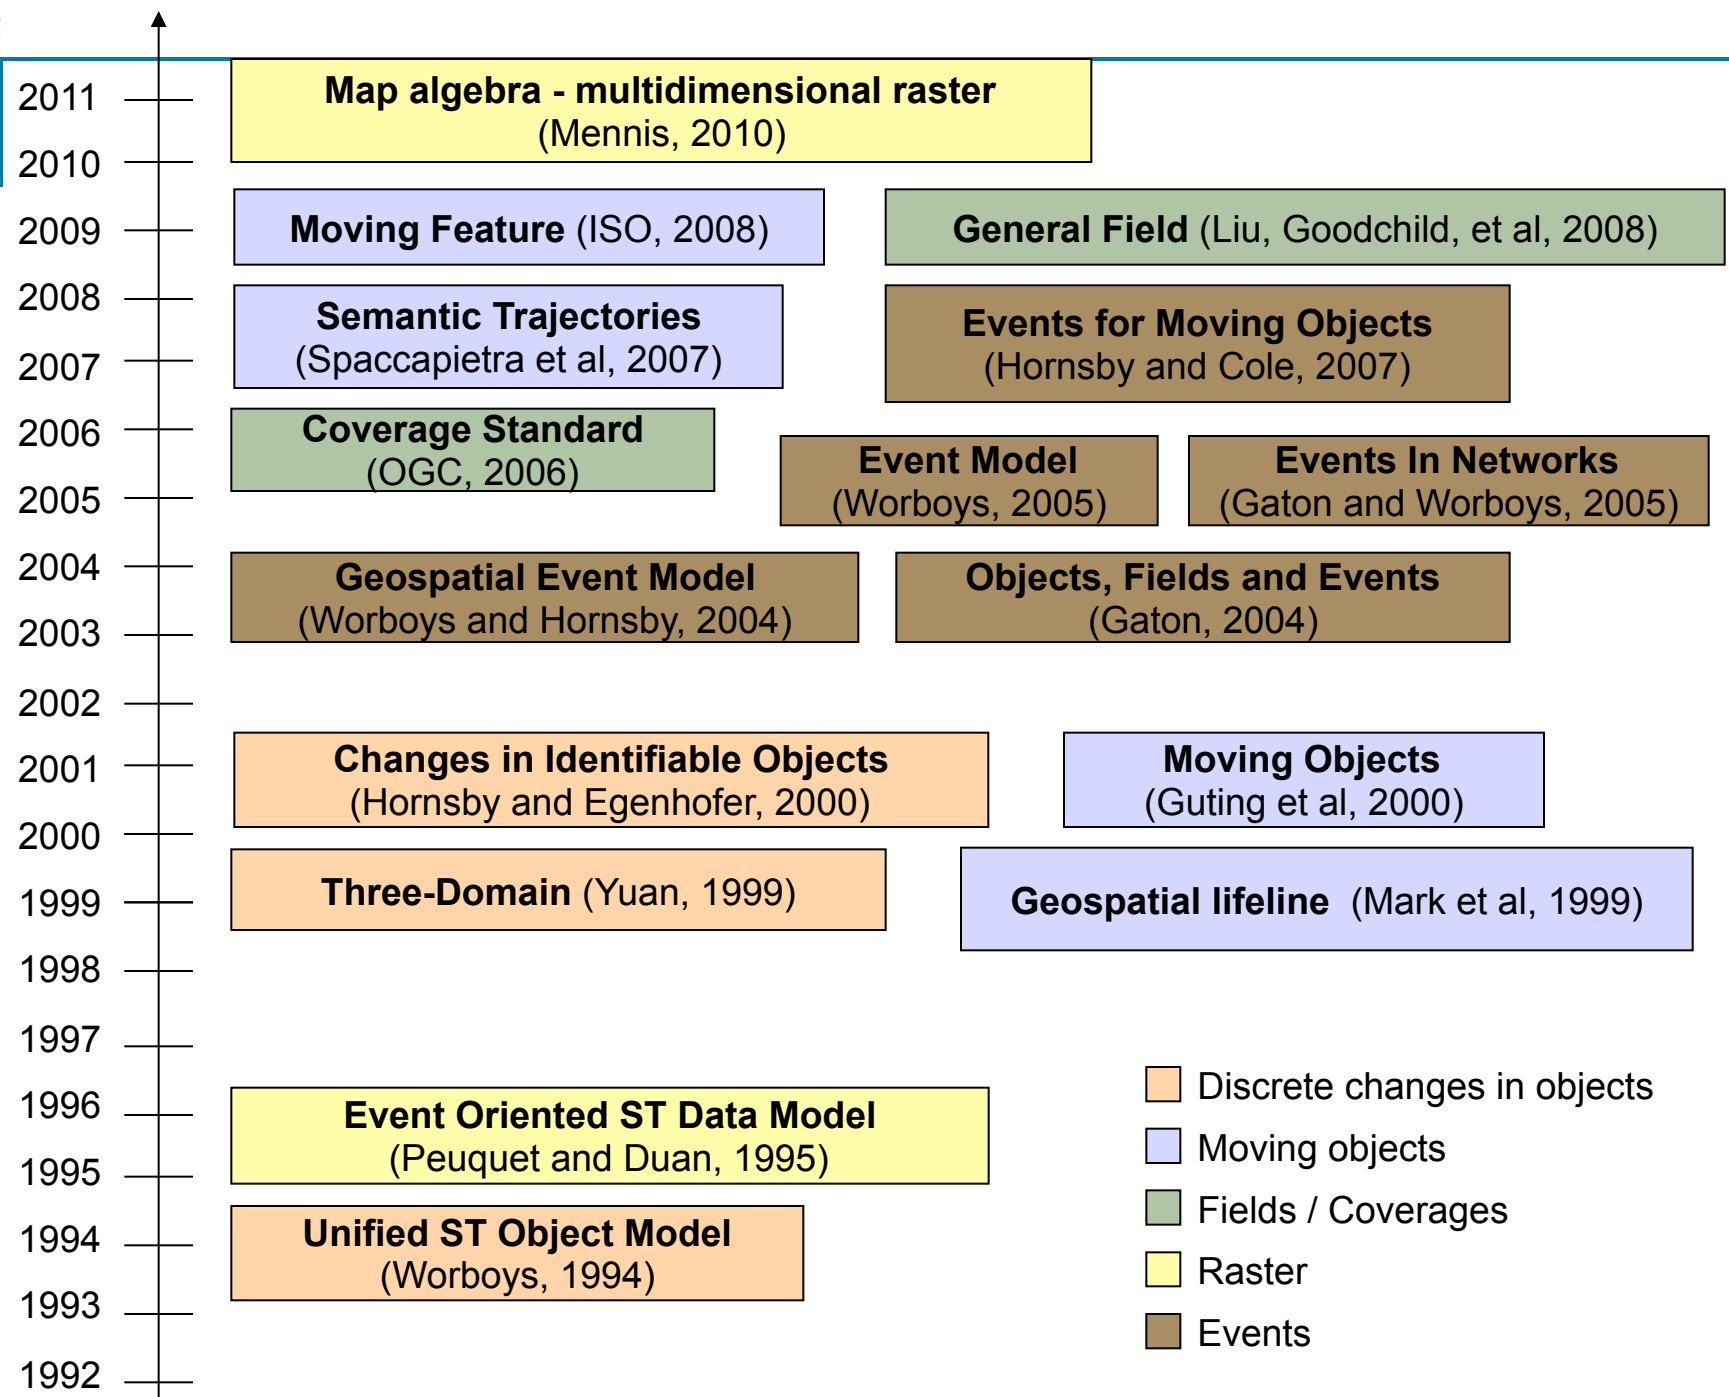 2011
Map algebra - multidimensional raster
(Mennis, 2010)
2010
2009
Moving Feature (ISO, 2008)
General Field (Liu, Goodchild, et al, 2008)
2008
Semantic Trajectories
(Spaccapietra et al, 2007)
Events for Moving Objects
(Hornsby and Cole, 2007)
2007
2006
Coverage Standard
(OGC, 2006)
Event Model
(Worboys, 2005)
Events In Networks
(Gaton and Worboys, 2005)
2005
2004
Geospatial Event Model
(Worboys and Hornsby, 2004)
Objects, Fields and Events
(Gaton, 2004)
2003
2002
2001
Changes in Identifiable Objects
(Hornsby and Egenhofer, 2000)
Moving Objects
(Guting et al, 2000)
2000
Three-Domain (Yuan, 1999)
Geospatial lifeline (Mark et al, 1999)
1999
1998
1997
1996
Event Oriented ST Data Model
(Peuquet and Duan, 1995)
1995
1994
Unified ST Object Model
(Worboys, 1994)
1993
1992
Discrete changes in objects
Moving objects
Fields / Coverages
Raster
Events